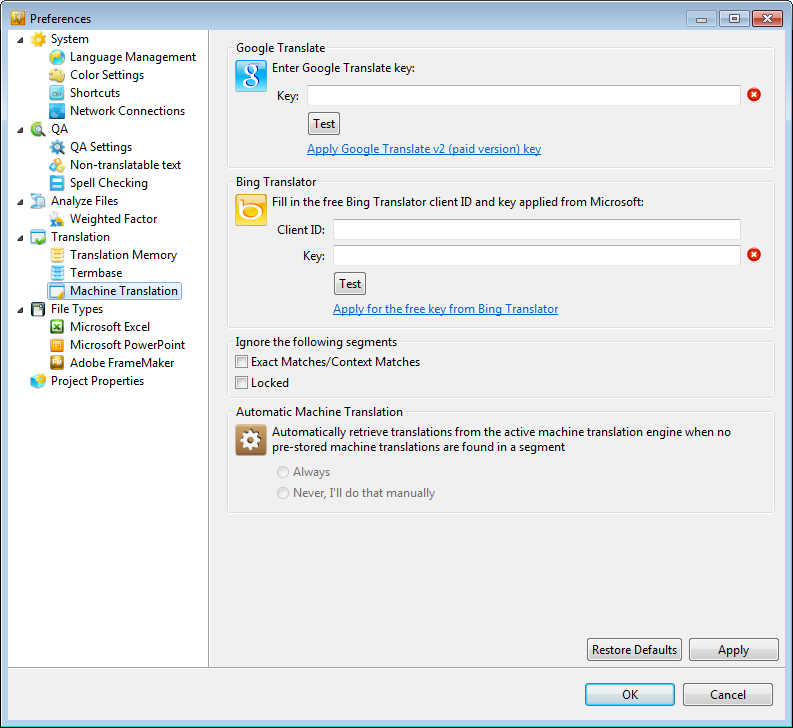 Preferences
System
Language Management
Color Settings
Shortcuts
Network Connections
QA
QA Settings
Non-translatable text
Spell Checking
Analyze Files
Weighted Factor
Translation
Translation Memory
Termbase
Machine Translation
File Types
Microsoft Excel
Microsoft PowerPoint
Adobe FrameMaker
Project Properties
Google Translate
Enter Google Translate key:
Key:
Test
Apply Google Translate v2 (paid version) key
Bing Translator
Fill in the free Bing Translator client ID and key applied from Microsoft:
Client ID:
Key:
Test
Apply for the free key from Bing Translator
Ignore the following segments
Exact Matches/Context Matches
Locked
Automatic Machine Translation
Automatically retrieve translations from the active machine translation engine when no
pre-stored machine translations are found in a segment
Always
Never, I'll do that manually
Restore Defaults
Apply
OK
Cancel